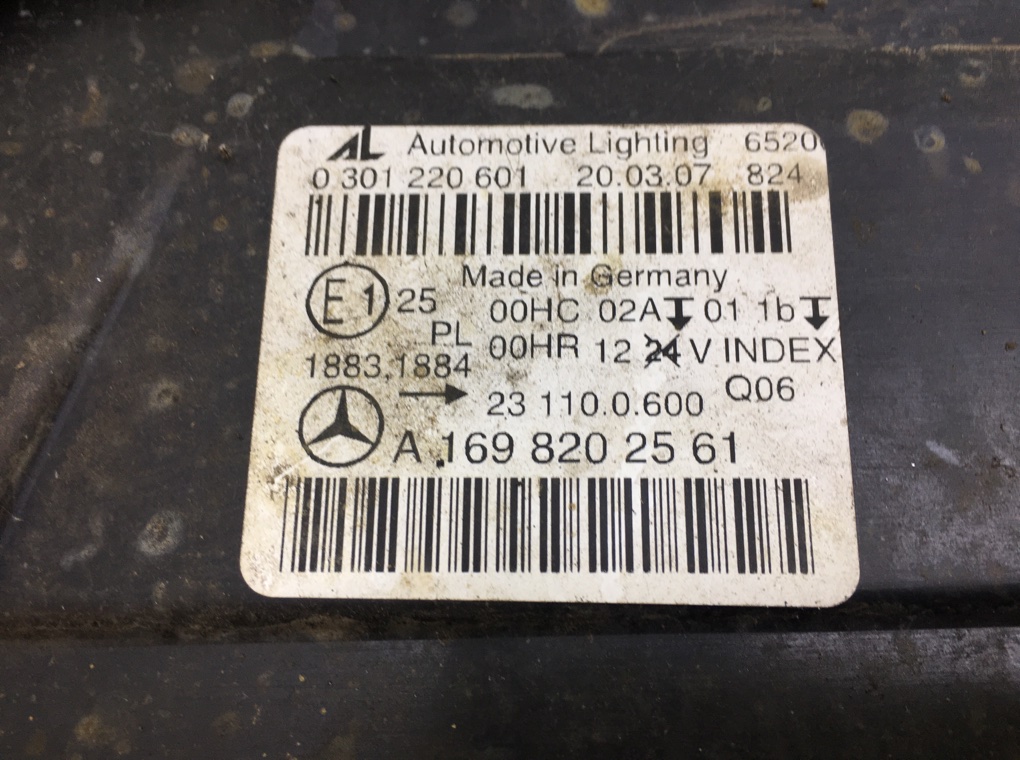 AL Automotive Lighting 6520
0 301 220 601 20.03.07 824
Made in Germany
E1 25 00HC 02A 01 1b
PL 00HR 12 24 V INDEX
1883,1884 Q06
→ 23 110.0.600
A 169 820 25 61